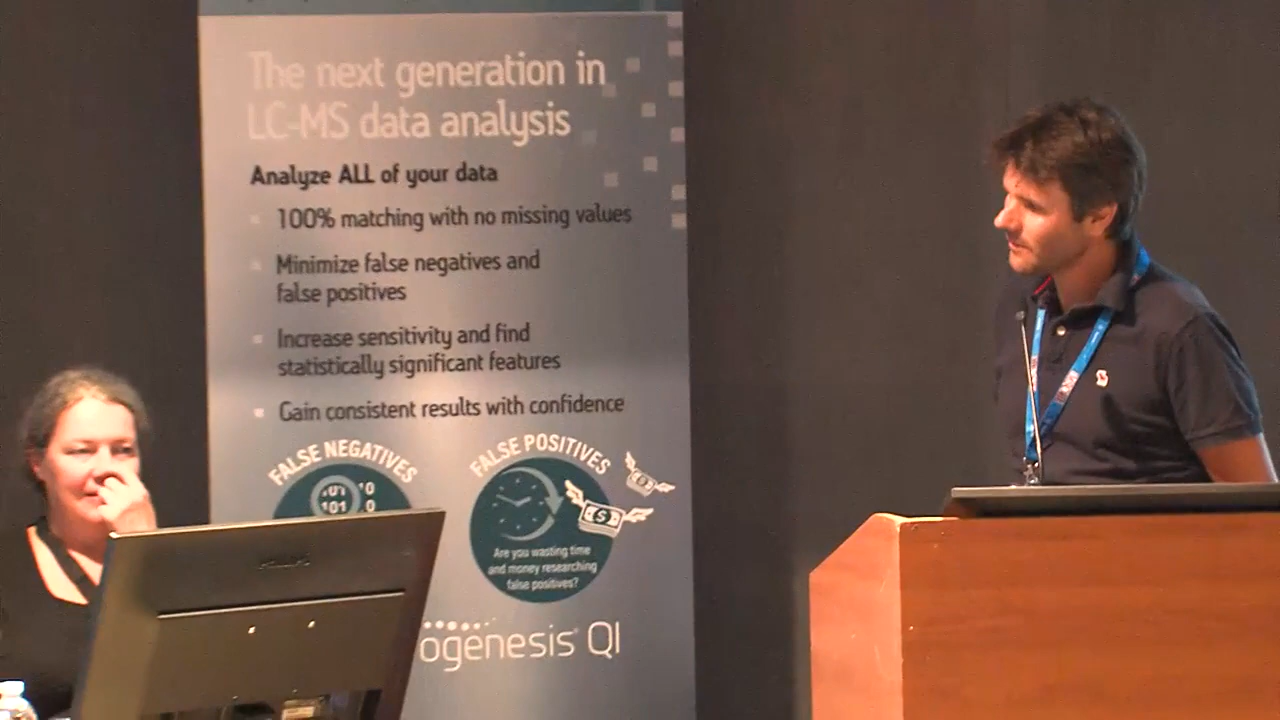 The next generation in
LC-MS data analysis
Analyze ALL of your data
100% matching with no missing values
Minimize false negatives and
false positives
Increase sensitivity and find
statistically significant features
Gain consistent results with confidence
FALSE NEGATIVES
101
FALSE POSITIVES
$
Are you wasting time
and money researching
false positives?
ogenesis QI